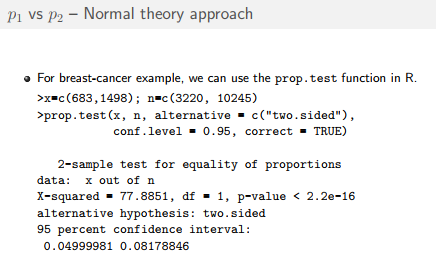 p₁ vs p₂ – Normal theory approach
• For breast-cancer example, we can use the prop.test function in R.
>x=c(683,1498); n=c(3220, 10245)
>prop.test(x, n, alternative = c("two.sided"),
conf.level = 0.95, correct = TRUE)
2-sample test for equality of proportions
data: x out of n
X-squared = 77.8851, df = 1, p-value < 2.2e-16
alternative hypothesis: two.sided
95 percent confidence interval:
0.04999981 0.08178846